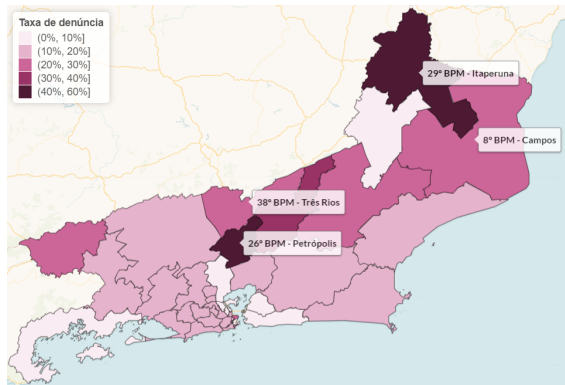 Taxa de denúncia
(0%, 10%]
(10%, 20%]
(20%, 30%]
(30%, 40%]
(40%, 60%]
29º BPM - Itaperuna
8º BPM - Campos
38º BPM - Três Rios
26º BPM - Petrópolis